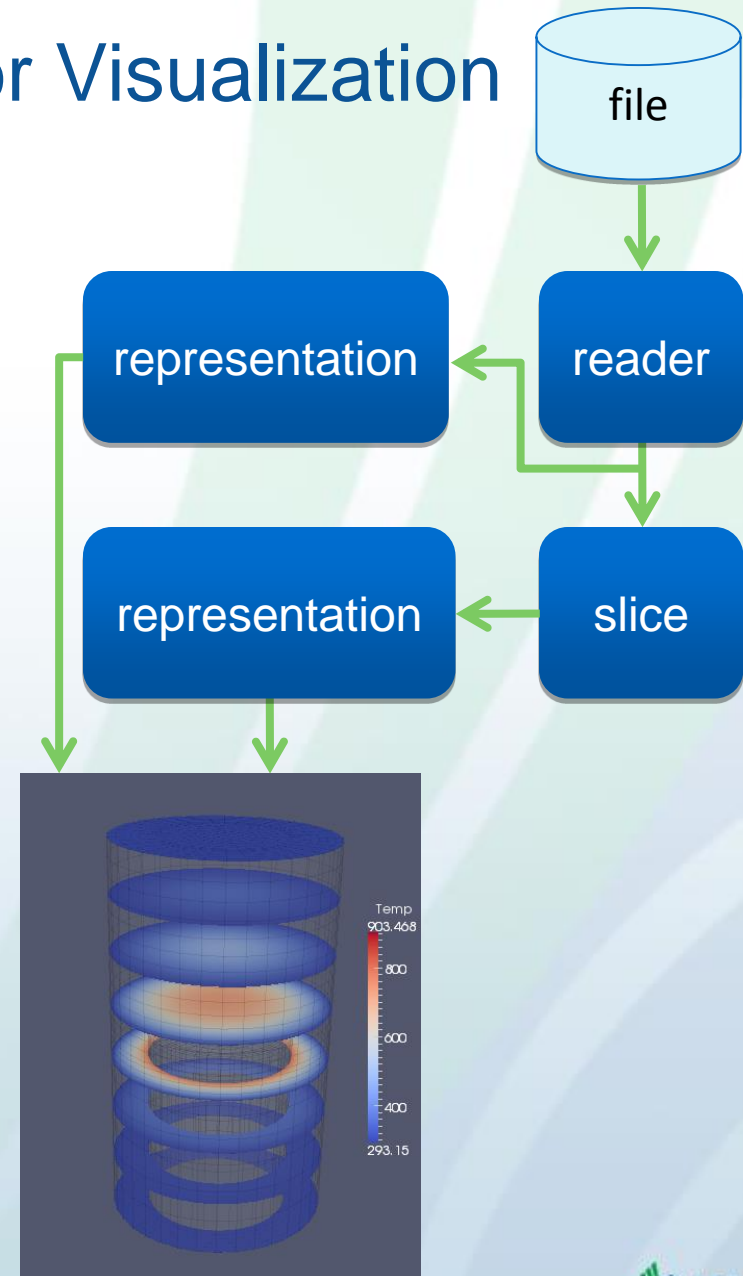 r Visualization
file
representation
reader
representation
slice
Temp
903.468
800
600
400
293.15